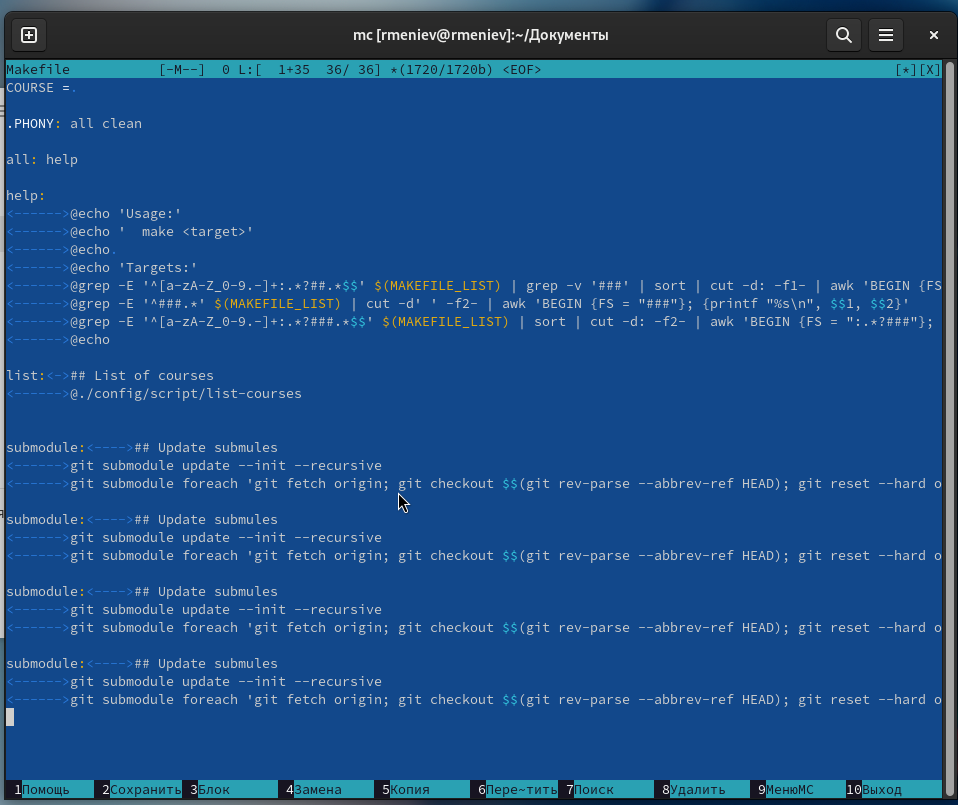 mc [rmeniev@rmeniev]:~/Документы
Makefile [-M--] 0 L:[ 1+35 36/ 36] *(1720/1720b) <EOF> [*][X]
COURSE =.
.PHONY: all clean
all: help
help:
<------>@echo 'Usage:'
<------>@echo '  make <target>'
<------>@echo.
<------>@echo 'Targets:'
<------>@grep -E '^[a-zA-Z_0-9.-]+:.*?##.*$$' $(MAKEFILE_LIST) | grep -v '###' | sort | cut -d: -f1- | awk 'BEGIN {FS
<------>@grep -E '^###.*' $(MAKEFILE_LIST) | cut -d' ' -f2- | awk 'BEGIN {FS = "###"}; {printf "%s\n", $$1, $$2}'
<------>@grep -E '^[a-zA-Z_0-9.-]+:.*?###.*$$' $(MAKEFILE_LIST) | sort | cut -d: -f2- | awk 'BEGIN {FS = ":.*?###"};
<------>@echo
list:<->## List of courses
<------>@./config/script/list-courses
submodule:<---->## Update submules
<------>git submodule update --init --recursive
<------>git submodule foreach 'git fetch origin; git checkout $$(git rev-parse --abbrev-ref HEAD); git reset --hard o
submodule:<---->## Update submules
<------>git submodule update --init --recursive
<------>git submodule foreach 'git fetch origin; git checkout $$(git rev-parse --abbrev-ref HEAD); git reset --hard o
submodule:<---->## Update submules
<------>git submodule update --init --recursive
<------>git submodule foreach 'git fetch origin; git checkout $$(git rev-parse --abbrev-ref HEAD); git reset --hard o
submodule:<---->## Update submules
<------>git submodule update --init --recursive
<------>git submodule foreach 'git fetch origin; git checkout $$(git rev-parse --abbrev-ref HEAD); git reset --hard o
1Помощь 2Сохранить 3Блок 4Замена 5Копия 6Пере~тить 7Поиск 8Удалить 9МенюMC 10Выход